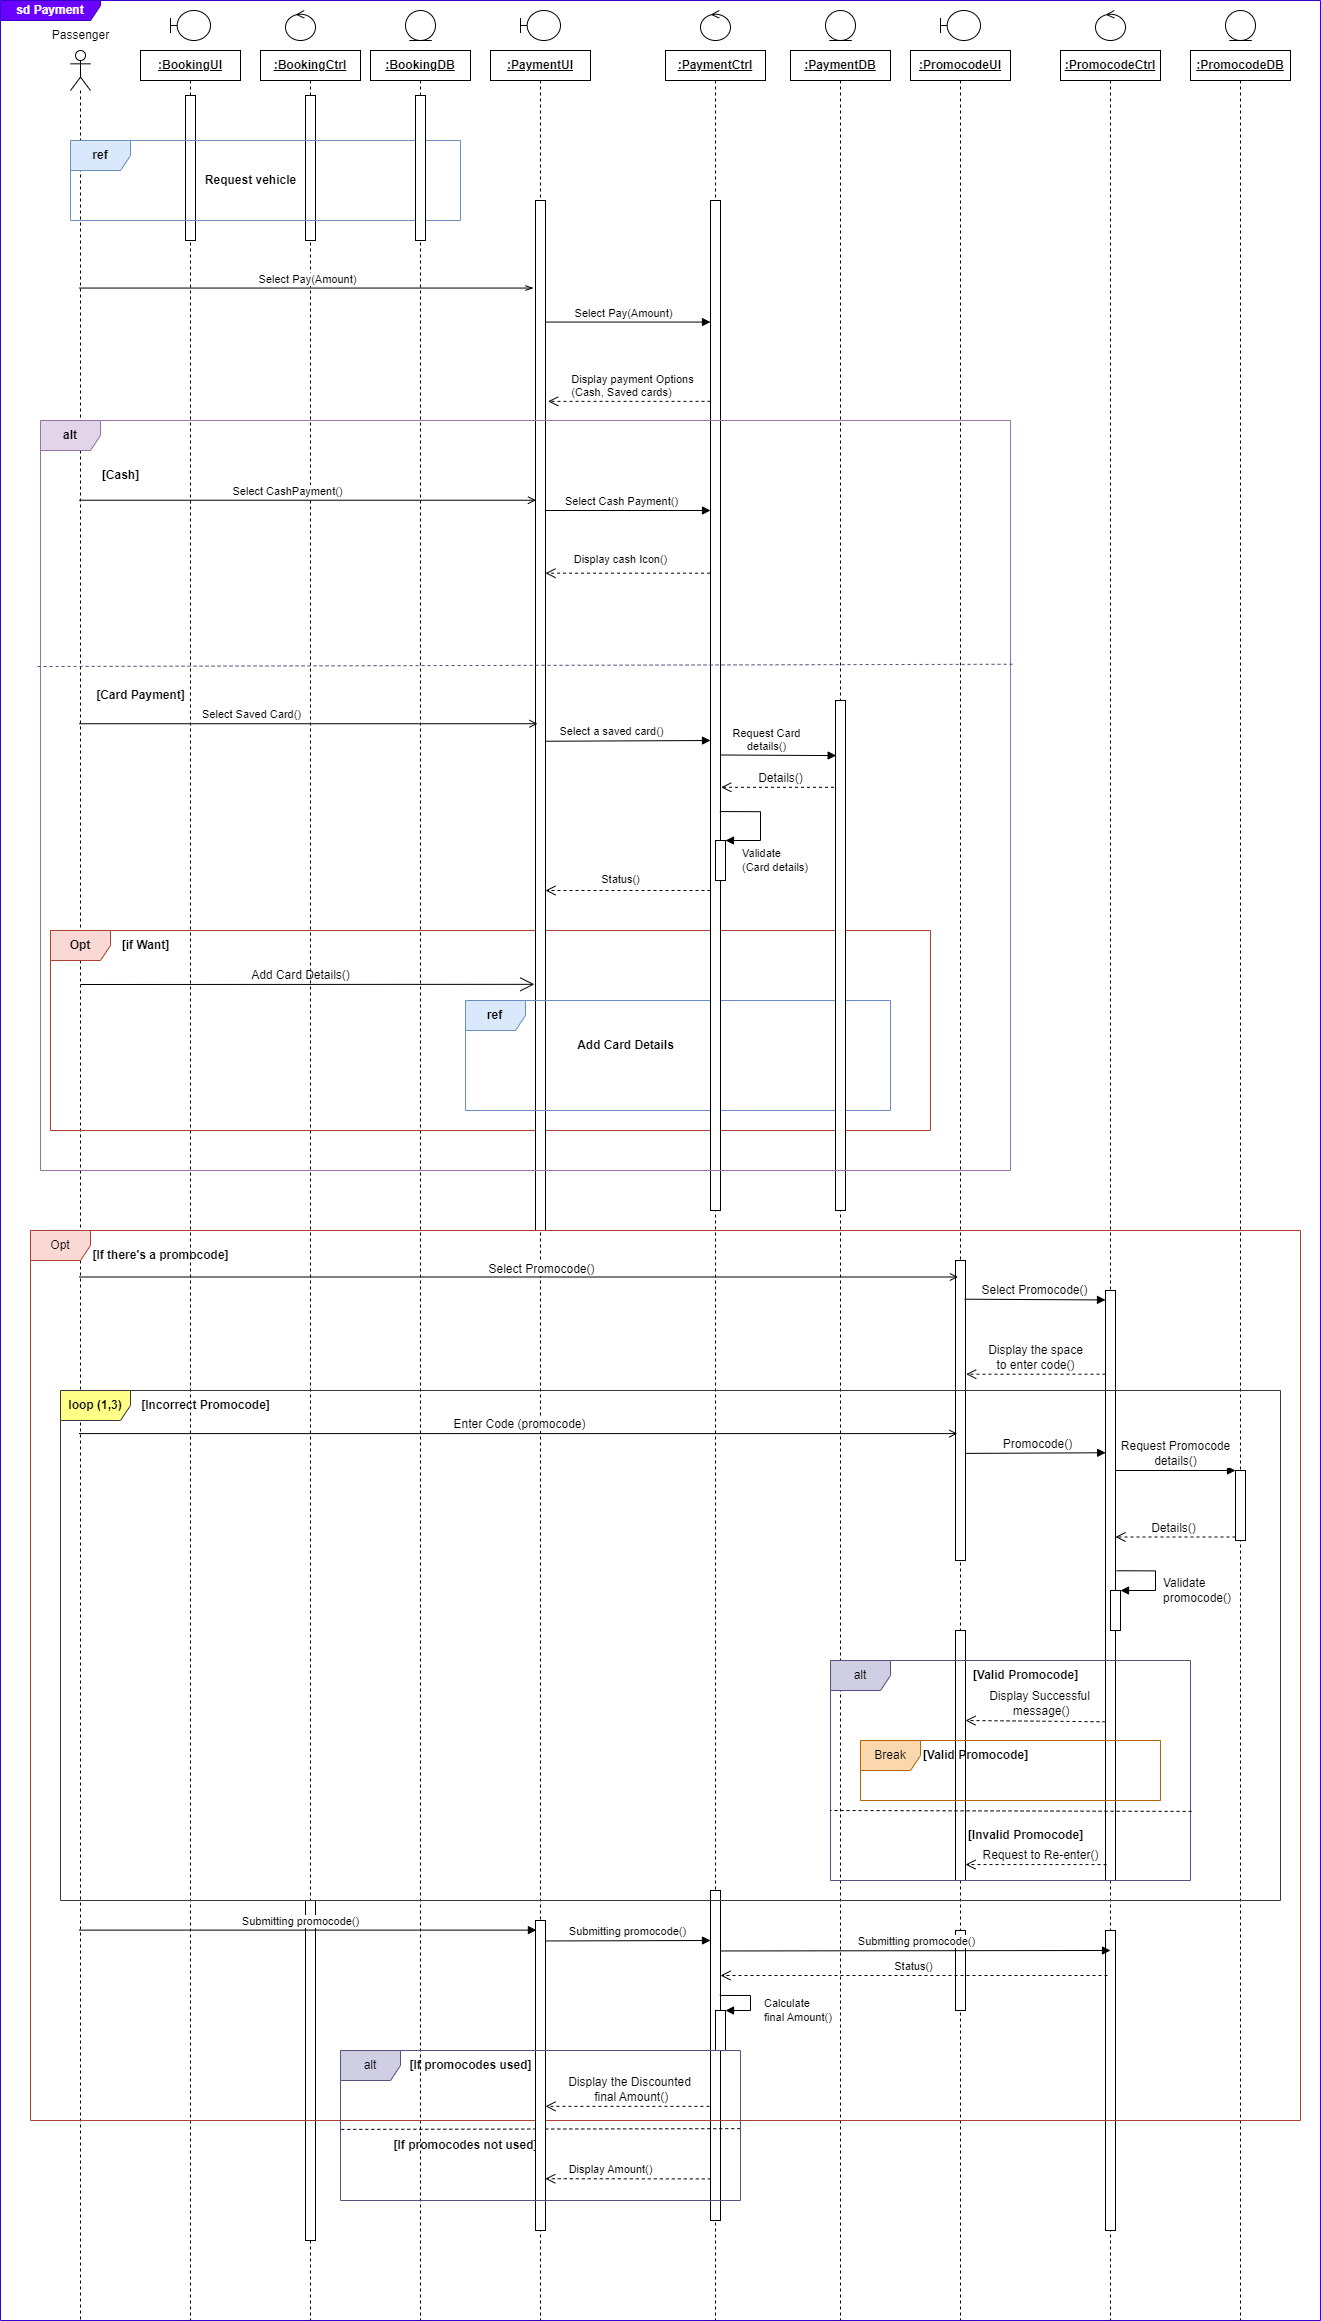 sd Payment
Passenger
:BookingUI
:BookingCtrl
:BookingDB
:PaymentUI
:PaymentCtrl
:PaymentDB
:PromocodeUI
:PromocodeCtrl
:PromocodeDB
ref
Request vehicle
Select Pay(Amount)
Select Pay(Amount)
Display payment Options
(Cash, Saved cards)
alt
[Cash]
Select CashPayment()
Select Cash Payment()
Display cash Icon()
[Card Payment]
Select Saved Card()
Select a saved card()
Request Card
details()
Details()
Validate
(Card details)
Status()
Opt
[if Want]
Add Card Details()
ref
Add Card Details
Opt
[If there's a promocode]
Select Promocode()
Select Promocode()
Display the space
to enter code()
loop (1,3)
[Incorrect Promocode]
Enter Code (promocode)
Promocode()
Request Promocode
details()
Details()
Validate
promocode()
alt
[Valid Promocode]
Display Successful
message()
Break
[Valid Promocode]
[Invalid Promocode]
Request to Re-enter()
Submitting promocode()
Submitting promocode()
Submitting promocode()
Status()
Calculate
final Amount()
alt
[If promocodes used]
Display the Discounted
final Amount()
[If promocodes not used]
Display Amount()